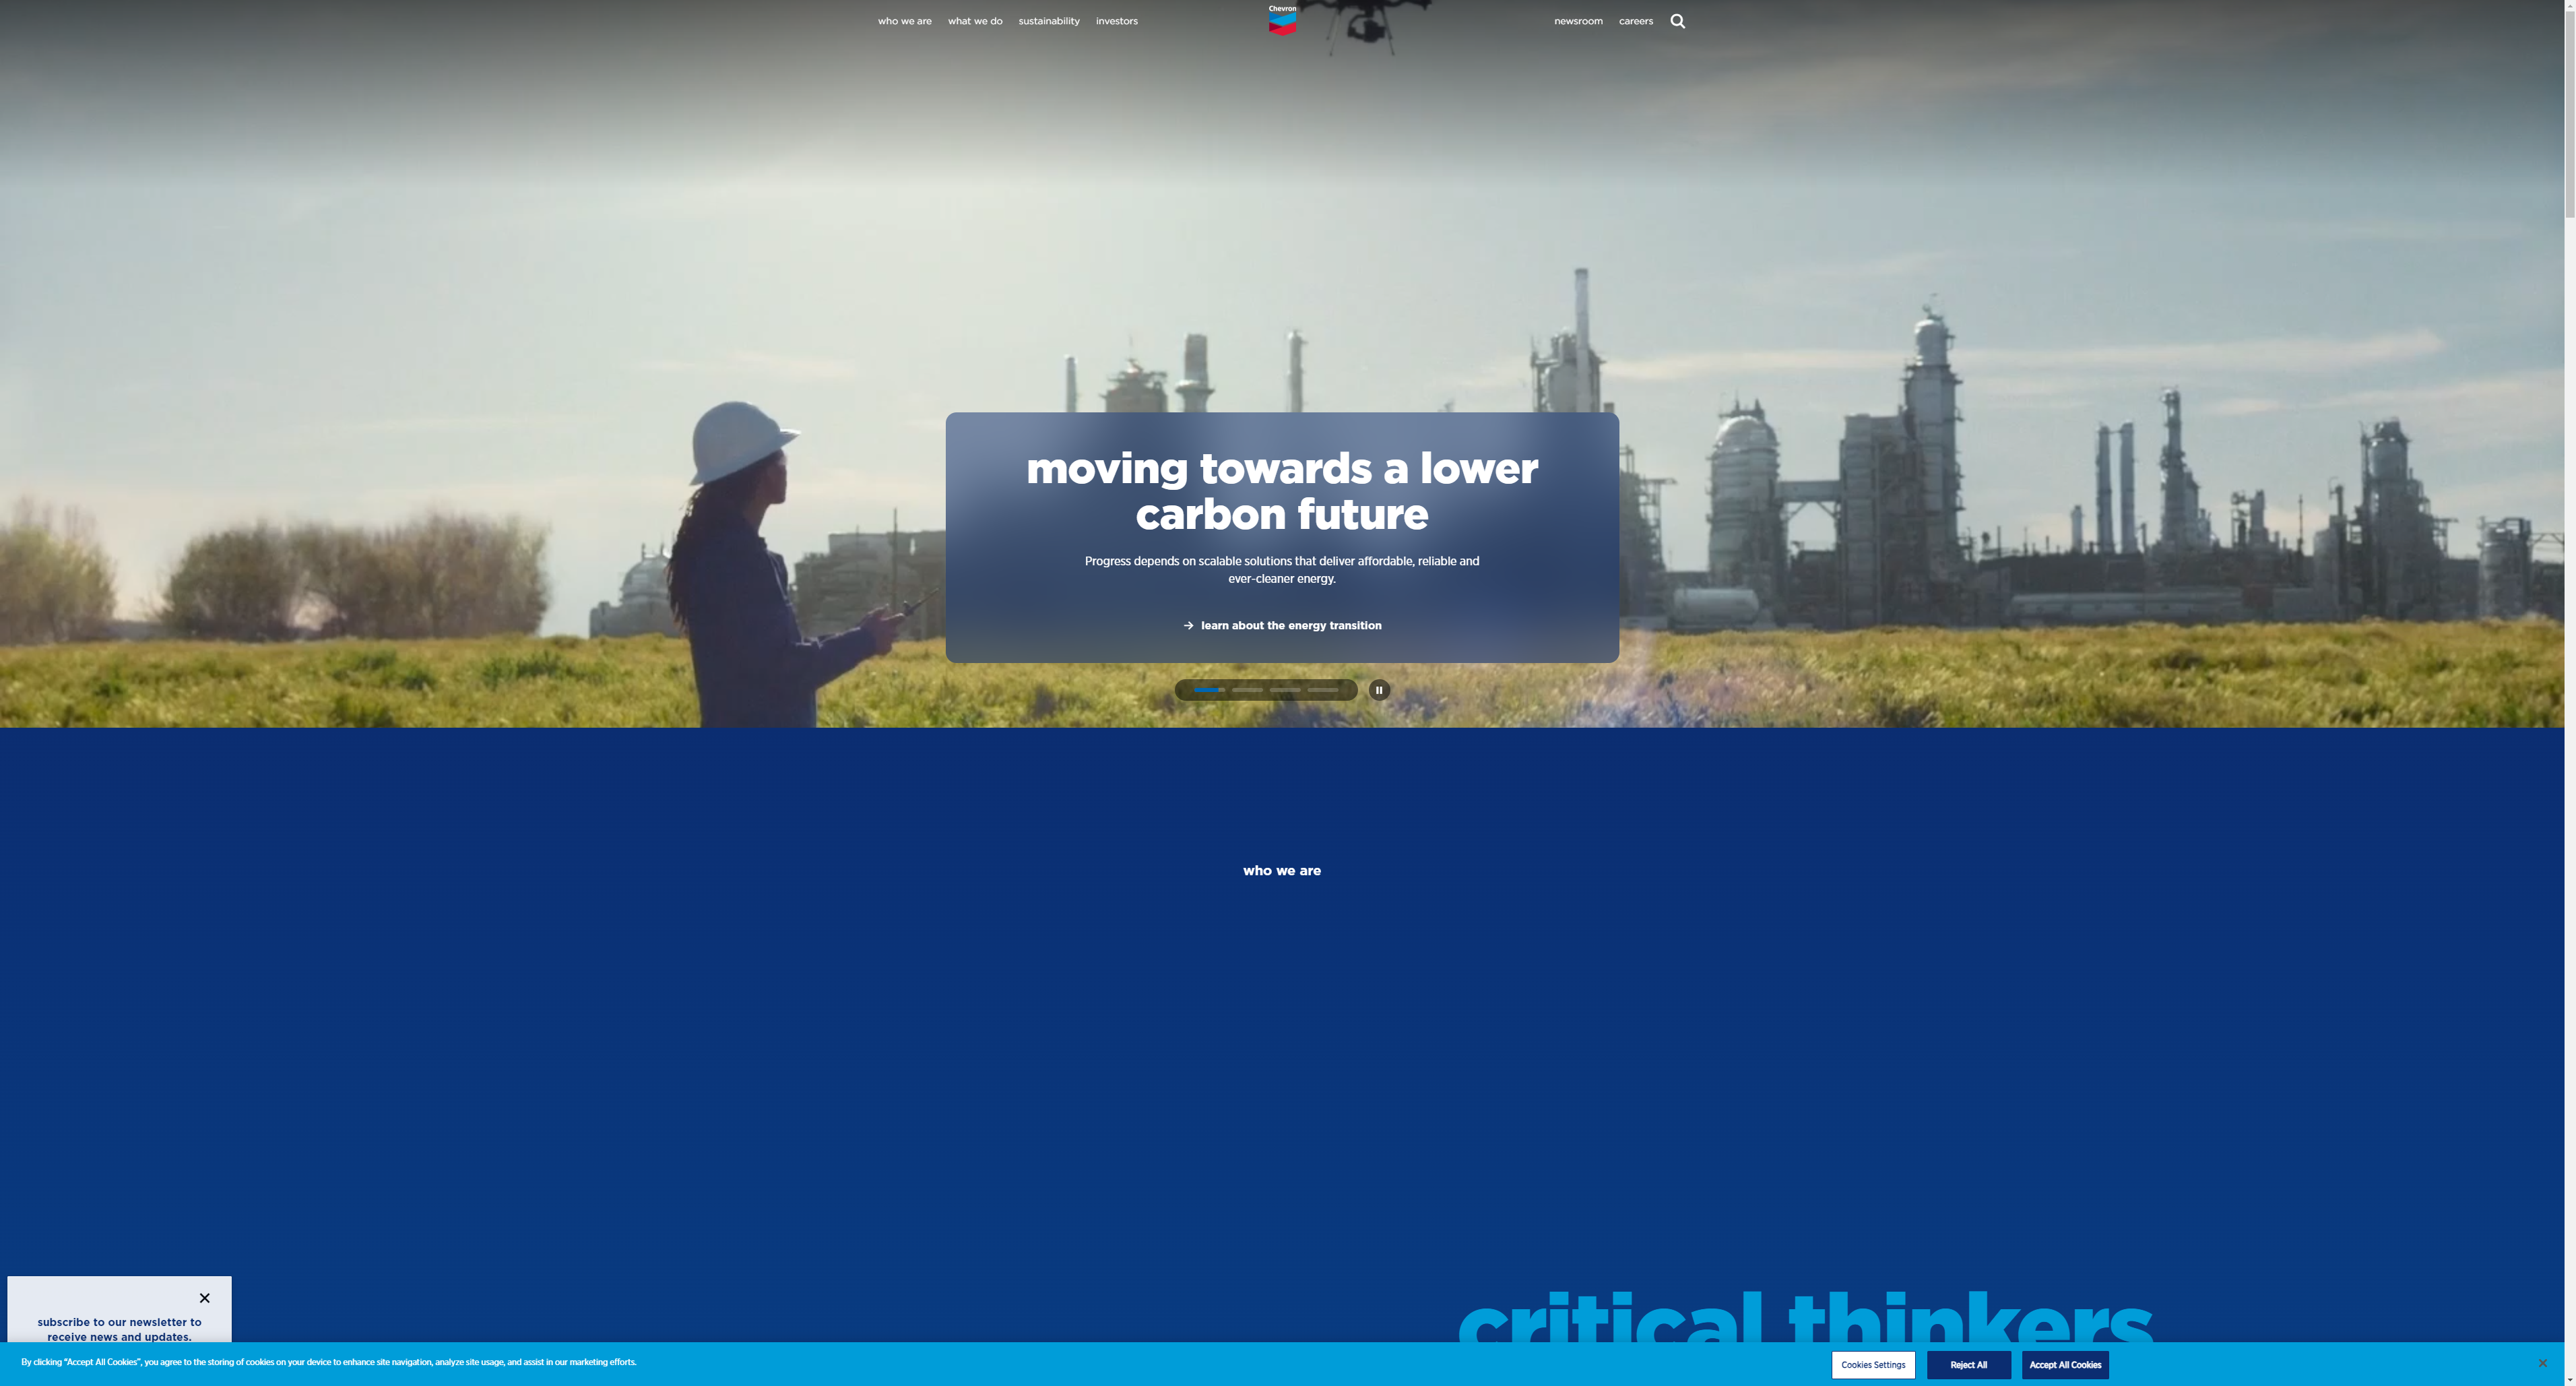 who we are what we do sustainability investors
Chevron
newsroom careers
moving towards a lower
carbon future
Progress depends on scalable solutions that deliver affordable, reliable and
ever-cleaner energy.
learn about the energy transition
who we are
critical thinkers
subscribe to our newsletter to
receive news and updates.
By clicking “Accept All Cookies”, you agree to the storing of cookies on your device to enhance site navigation, analyze site usage, and assist in our marketing efforts.
Cookies Settings
Reject All
Accept All Cookies